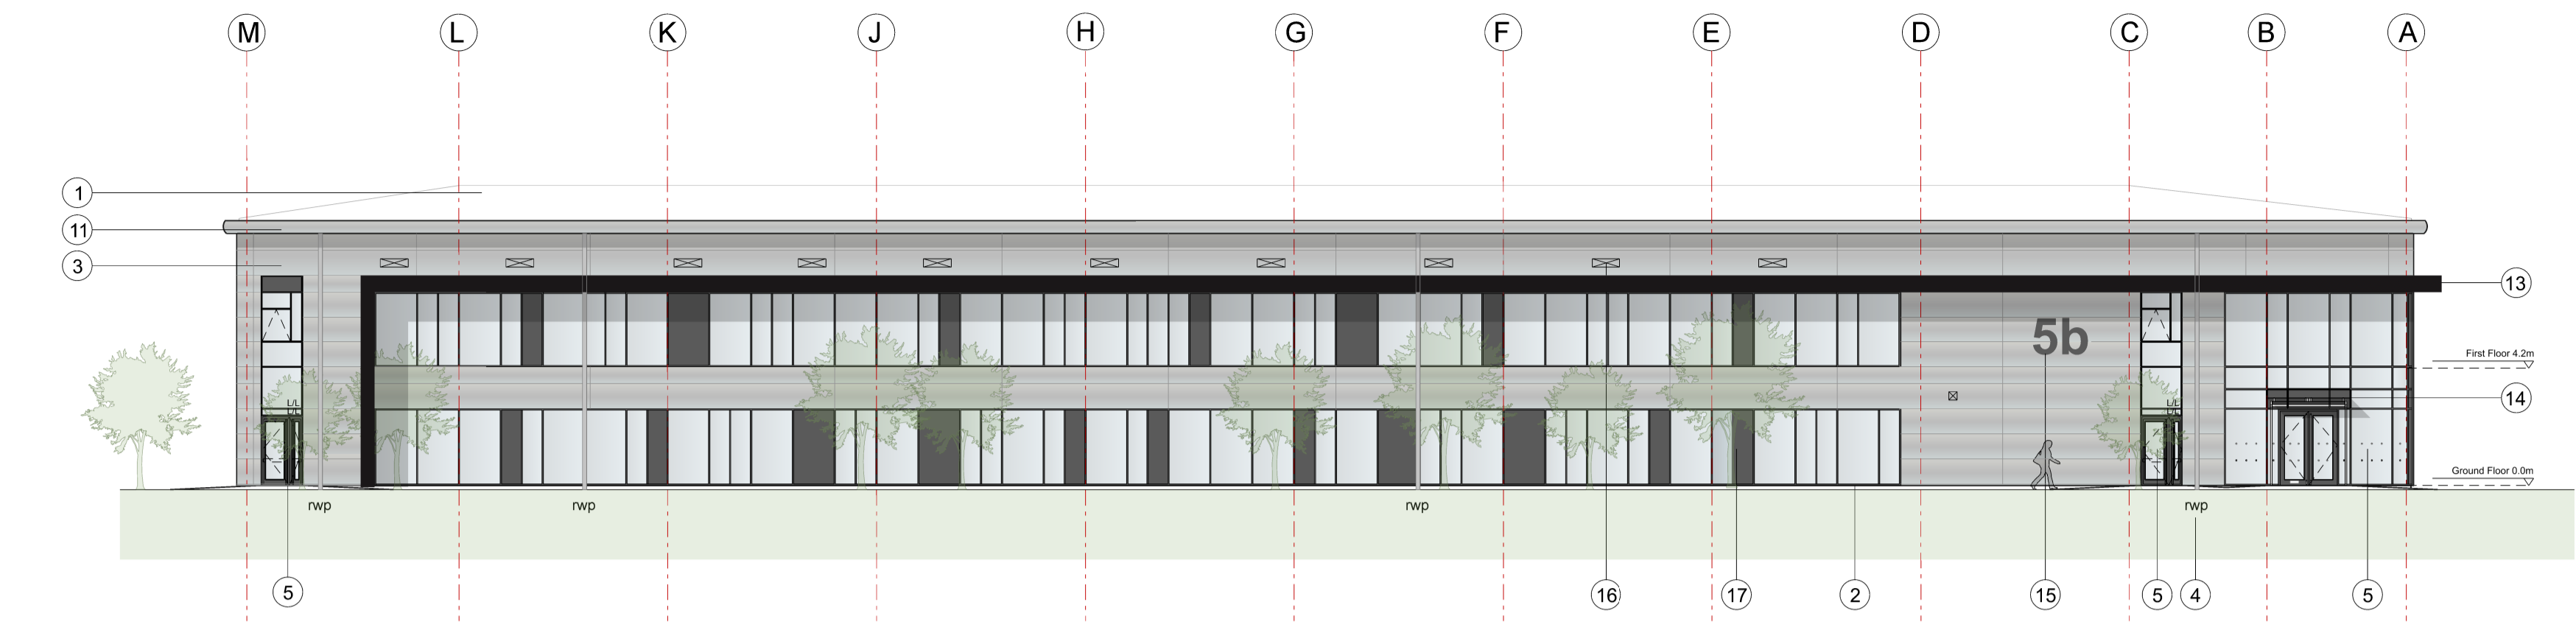 M L K J H G F E D C B A
1
11
3
13
5b
First Floor 4.2m
L/L
L/L
L/L
L/L
14
Ground Floor 0.0m
rwp rwp rwp rwp
5 16 17 2 15 5 4 5